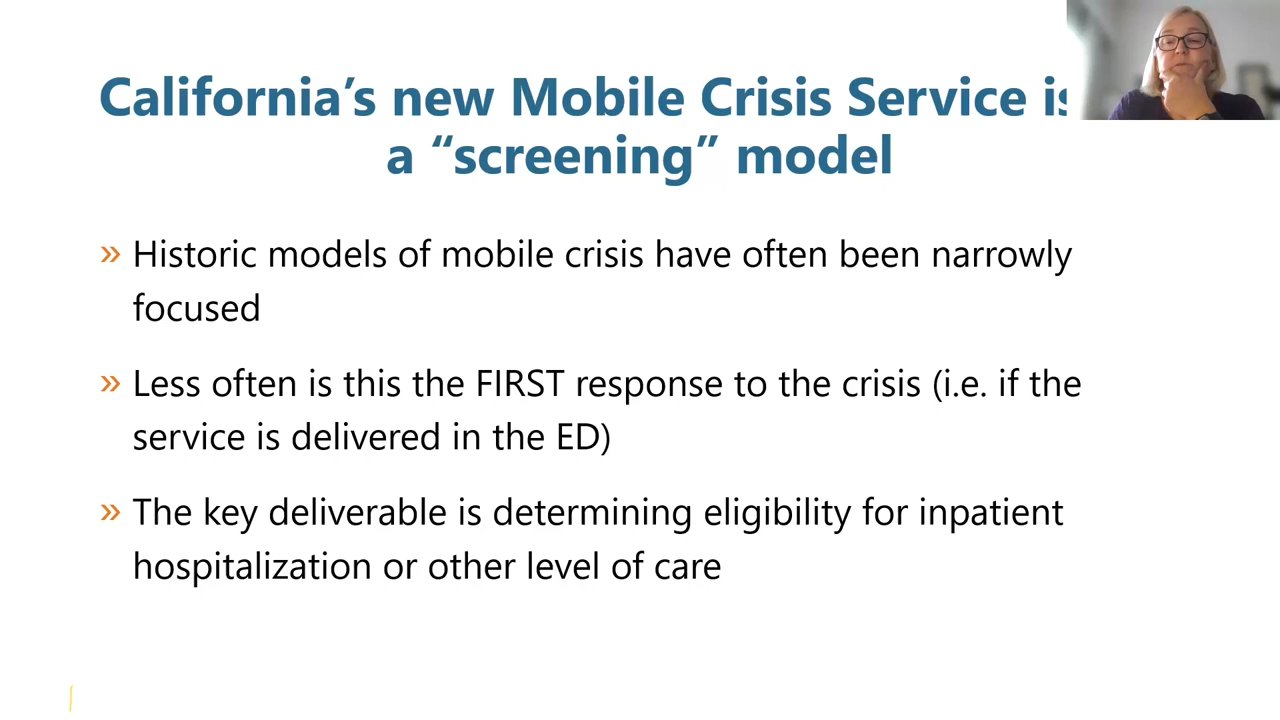 California’s new Mobile Crisis Service is
a “screening” model
» Historic models of mobile crisis have often been narrowly
focused
» Less often is this the FIRST response to the crisis (i.e. if the
service is delivered in the ED)
» The key deliverable is determining eligibility for inpatient
hospitalization or other level of care